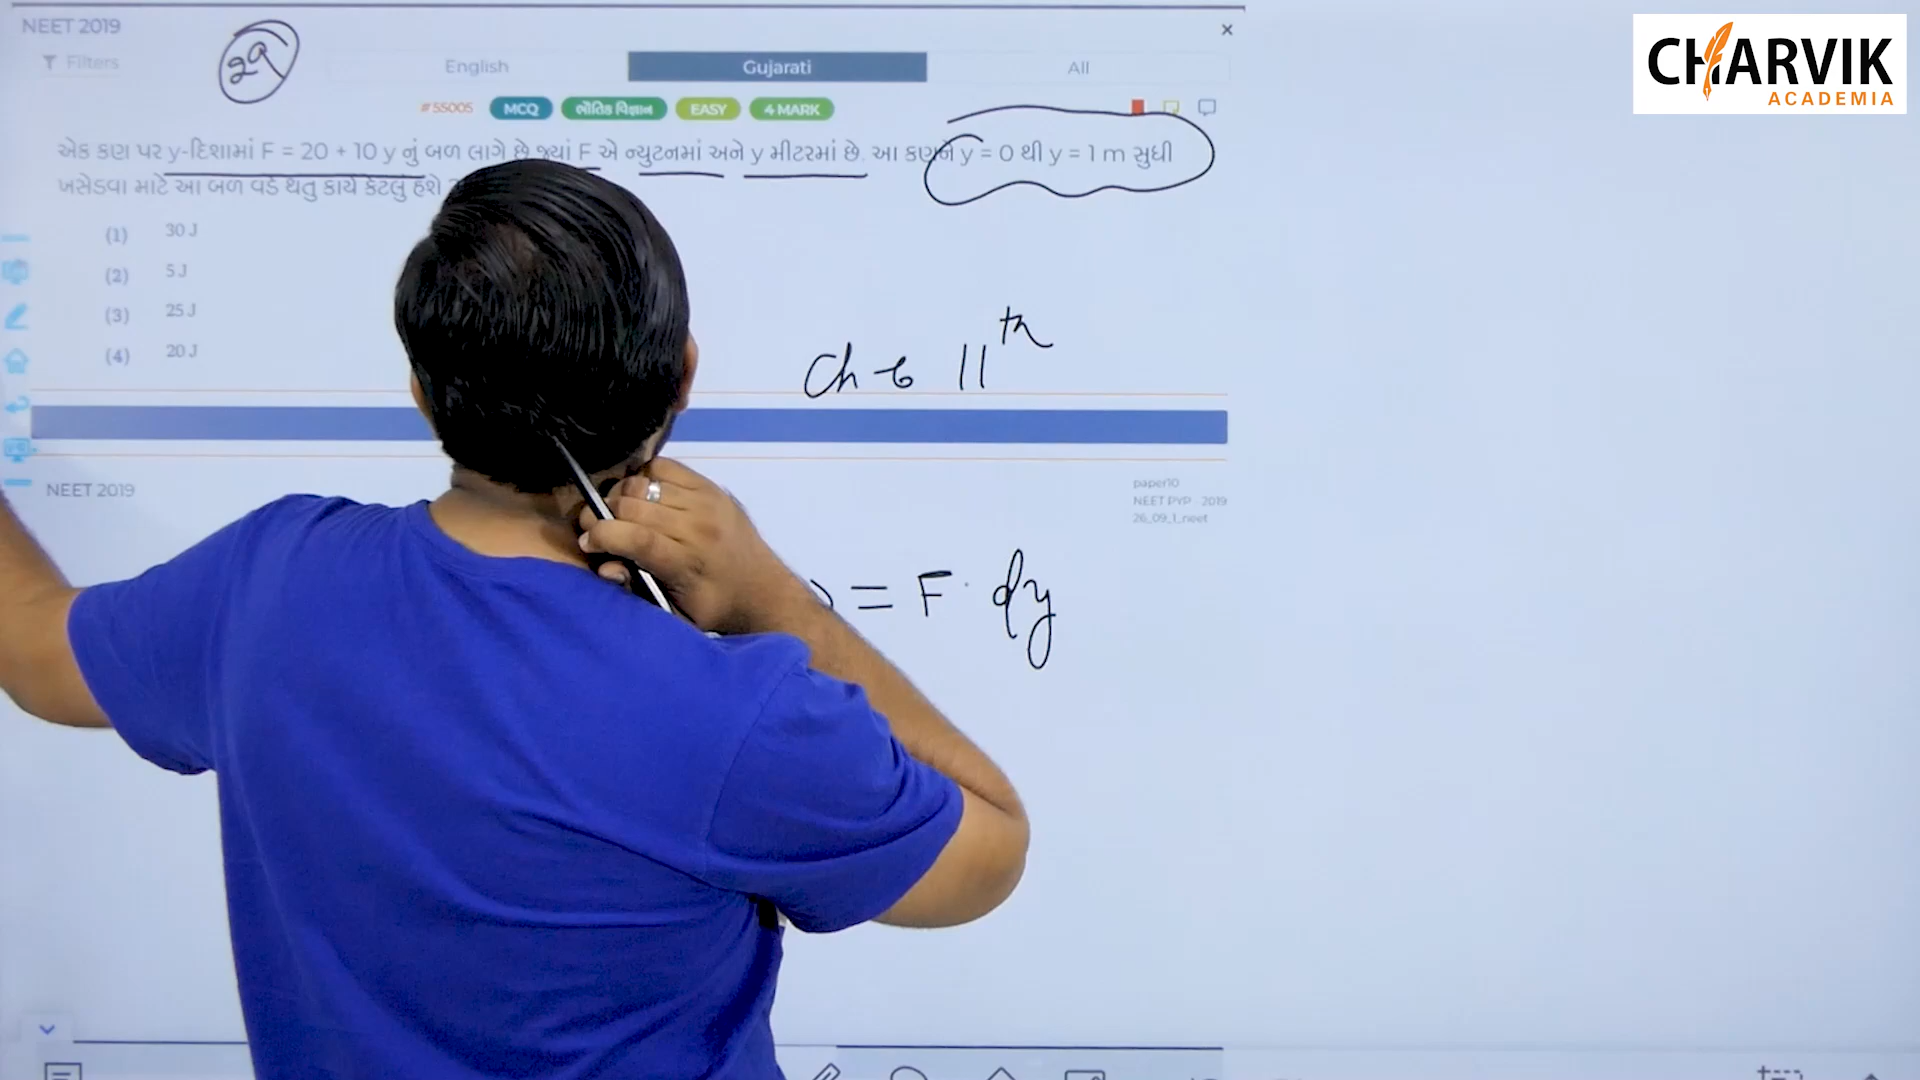 NEET 2019
Filters
29
English
Gujarati
All
CHARVIK
ACADEMIA
#55005 MCQ ભૌતિક વિજ્ઞાન EASY 4 MARK
એક કણ પર y-દિશામાં F = 20 + 10 y નું બળ લાગે છે જ્યાં F એ ન્યુટનમાં અને y મીટરમાં છે. આ કણને y = 0 થી y = 1 m સુધી
ખસેડવા માટે આ બળ વડે થતુ કાર્ય કેટલું હશે
(1) 30 J
(2) 5 J
(3) 25 J
(4) 20 J
Ch 6 11th
NEET 2019
paper10
NEET PYP 2019
26_09_1_neet
= F · dy